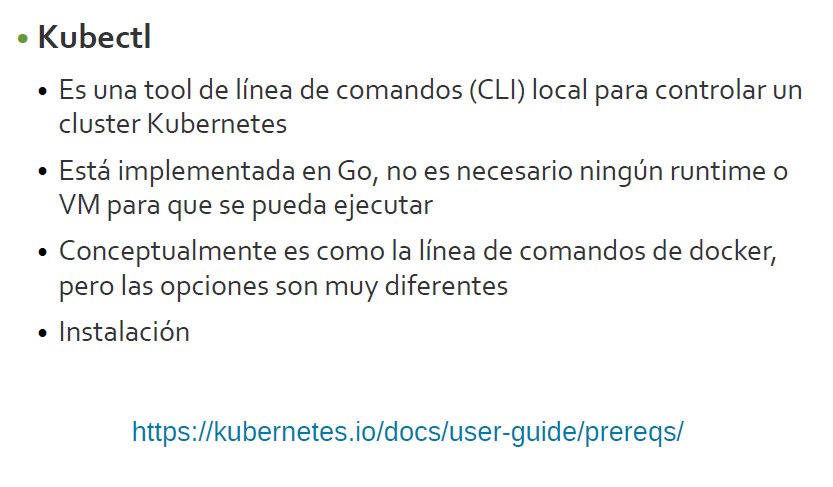 • Kubectl
• Es una tool de línea de comandos (CLI) local para controlar un
cluster Kubernetes
• Está implementada en Go, no es necesario ningún runtime o
VM para que se pueda ejecutar
• Conceptualmente es como la línea de comandos de docker,
pero las opciones son muy diferentes
• Instalación
https://kubernetes.io/docs/user-guide/prereqs/